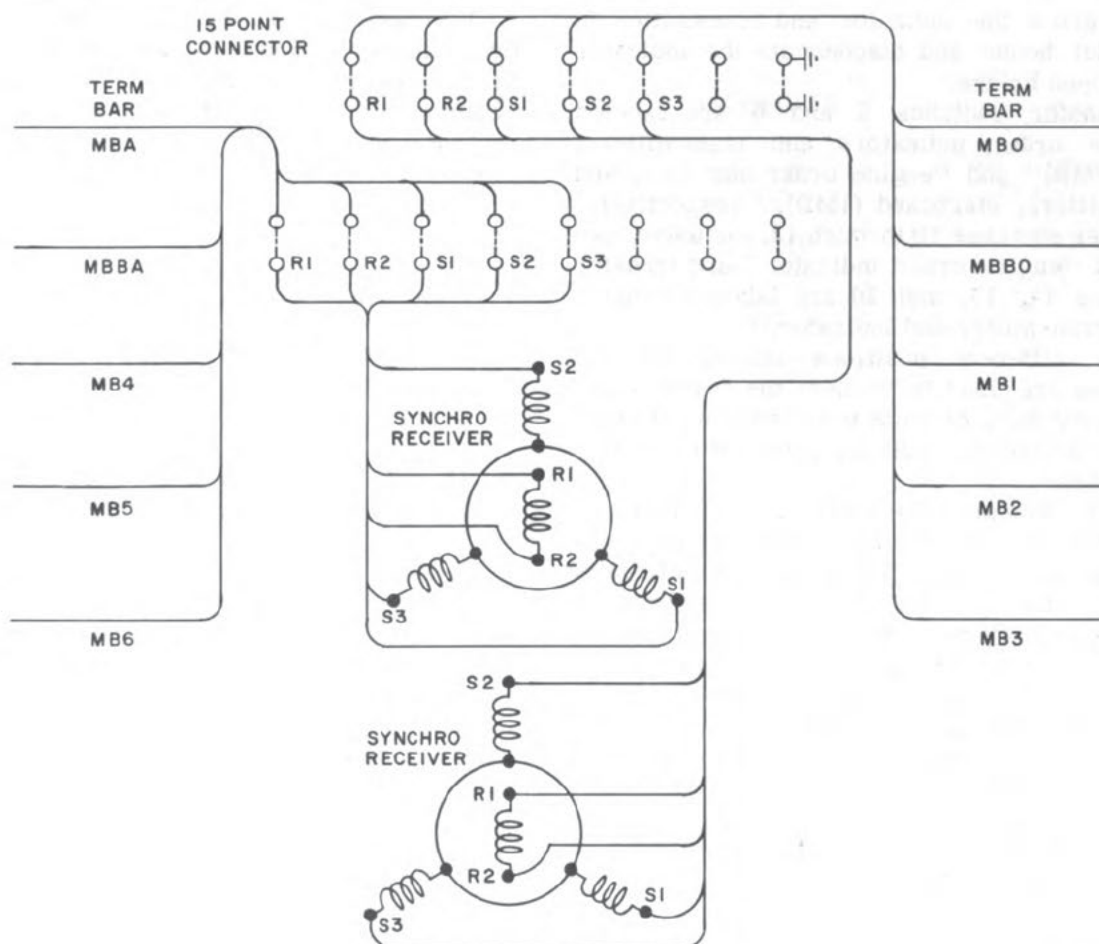 15 POINT
CONNECTOR
TERM
BAR
MBA
R1 R2 S1 S2 S3
TERM
BAR
MBO
MBBA
R1 R2 S1 S2 S3
MBBO
MB4
S2
MB1
SYNCHRO
RECEIVER
R1
MB5
MB2
R2
S1
S3
MB6
MB3
S2
SYNCHRO
RECEIVER
R1
R2
S1
S3